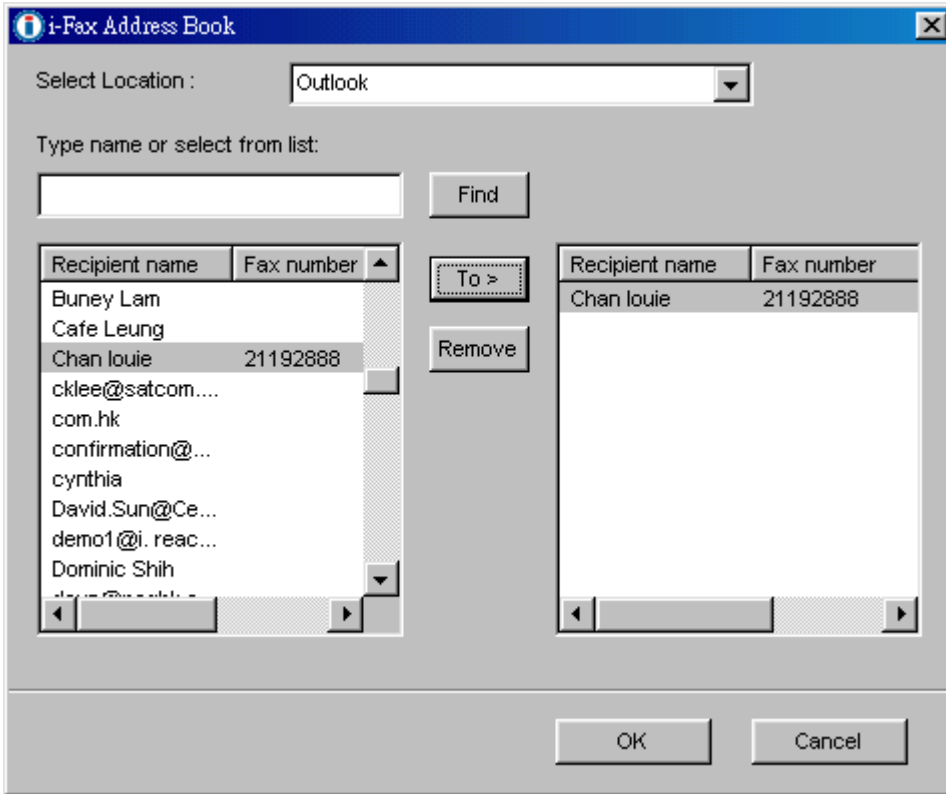 i-Fax Address Book
Select Location :
Outlook
Type name or select from list:
Find
Recipient name Fax number
Buney Lam
Cafe Leung
Chan louie 21192888
cklee@satcom....
com.hk
confirmation@...
cynthia
David.Sun@Ce...
demo1@i. reac...
Dominic Shih
To >
Remove
Recipient name Fax number
Chan louie 21192888
OK
Cancel